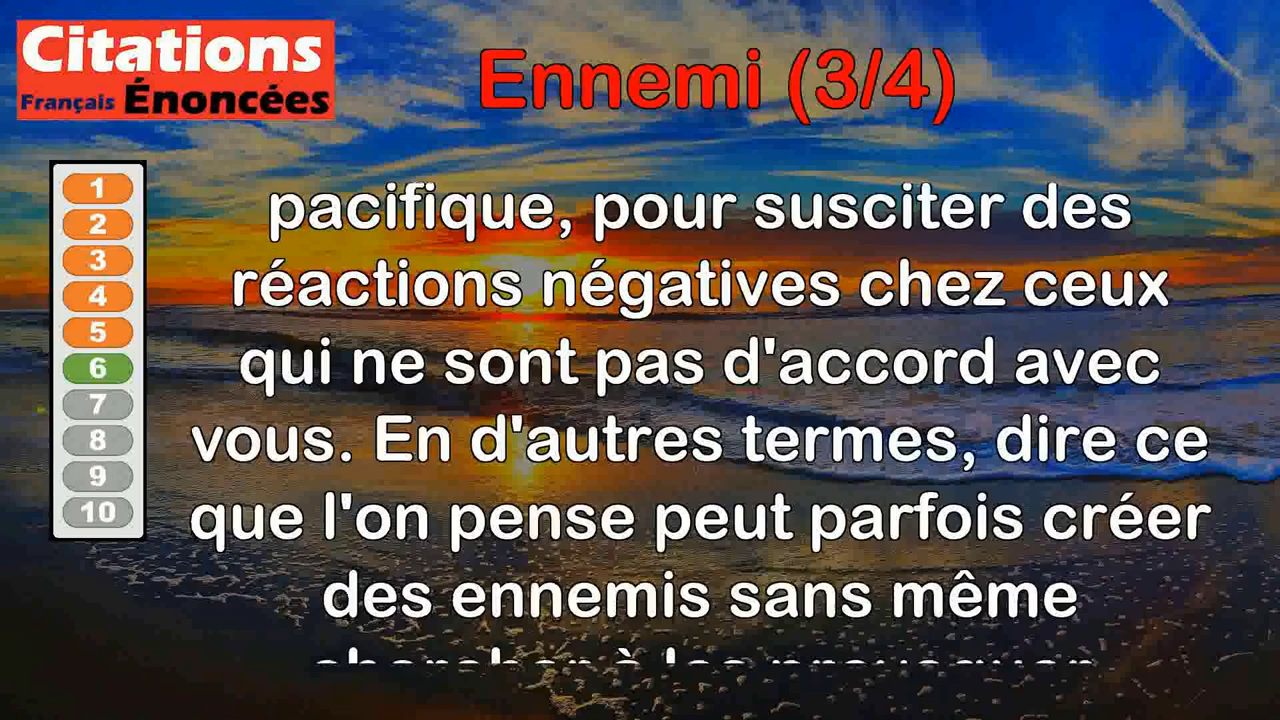 Citations
Français Énoncées
Ennemi (3/4)
1
2
3
4
5
6
7
8
9
10
pacifique, pour susciter des
réactions négatives chez ceux
qui ne sont pas d'accord avec
vous. En d'autres termes, dire ce
que l'on pense peut parfois créer
des ennemis sans même